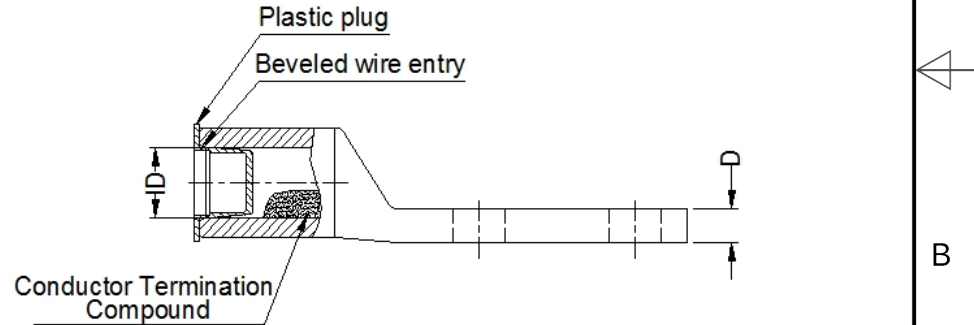 Plastic plug
Beveled wire entry
D
ID
B
Conductor Termination
Compound